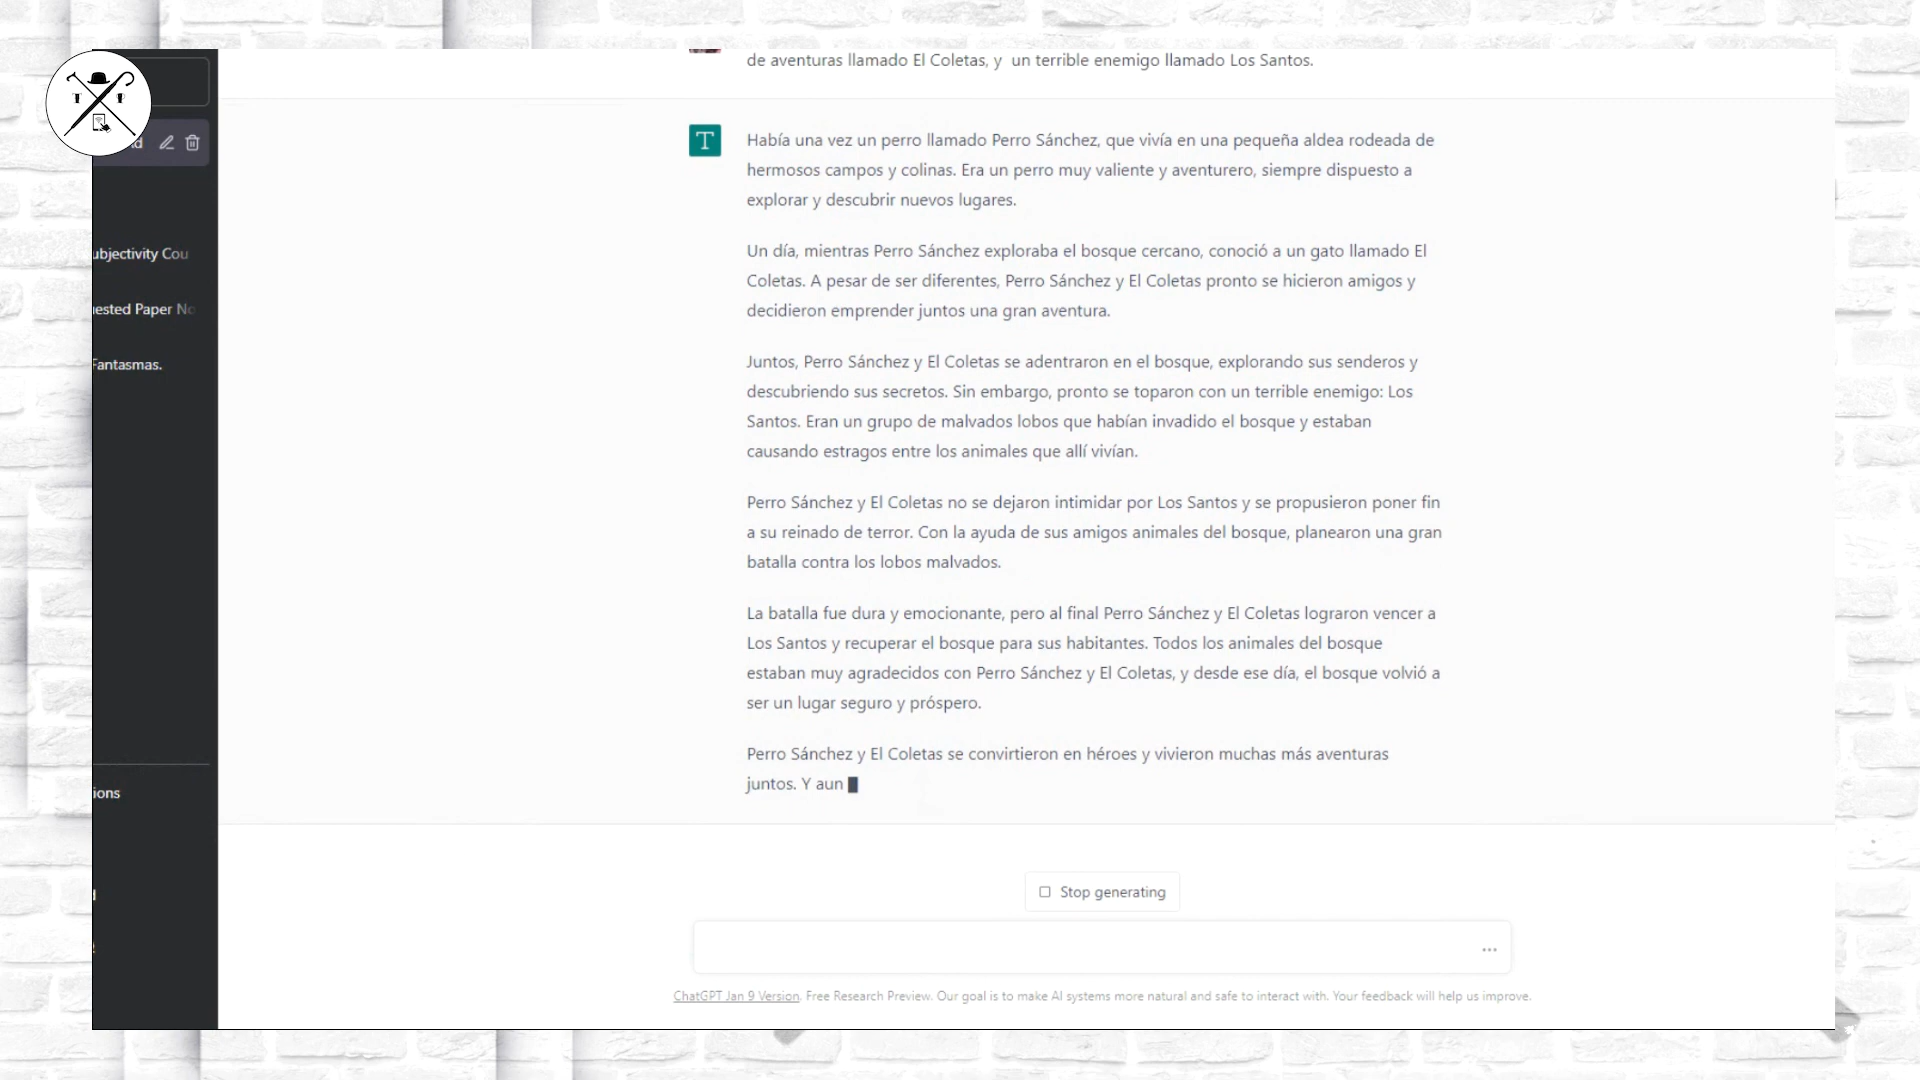 de aventuras llamado El Coletas, y  un terrible enemigo llamado Los Santos.
T P
T
Había una vez un perro llamado Perro Sánchez, que vivía en una pequeña aldea rodeada de
hermosos campos y colinas. Era un perro muy valiente y aventurero, siempre dispuesto a
explorar y descubrir nuevos lugares.
Un día, mientras Perro Sánchez exploraba el bosque cercano, conoció a un gato llamado El
Coletas. A pesar de ser diferentes, Perro Sánchez y El Coletas pronto se hicieron amigos y
decidieron emprender juntos una gran aventura.
Juntos, Perro Sánchez y El Coletas se adentraron en el bosque, explorando sus senderos y
descubriendo sus secretos. Sin embargo, pronto se toparon con un terrible enemigo: Los
Santos. Eran un grupo de malvados lobos que habían invadido el bosque y estaban
causando estragos entre los animales que allí vivían.
Perro Sánchez y El Coletas no se dejaron intimidar por Los Santos y se propusieron poner fin
a su reinado de terror. Con la ayuda de sus amigos animales del bosque, planearon una gran
batalla contra los lobos malvados.
La batalla fue dura y emocionante, pero al final Perro Sánchez y El Coletas lograron vencer a
Los Santos y recuperar el bosque para sus habitantes. Todos los animales del bosque
estaban muy agradecidos con Perro Sánchez y El Coletas, y desde ese día, el bosque volvió a
ser un lugar seguro y próspero.
Perro Sánchez y El Coletas se convirtieron en héroes y vivieron muchas más aventuras
juntos. Y aun
ubjectivity Cou
ested Paper No
Fantasmas.
ions
Stop generating
ChatGPT Jan 9 Version. Free Research Preview. Our goal is to make AI systems more natural and safe to interact with. Your feedback will help us improve.